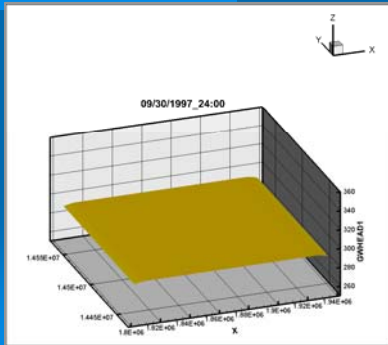 Z
Y
X
09/30/1997_24:00
360
340
320
300
280
260
GWHEAD1
1.455E+07
1.45E+07
1.445E+07
1.8E+06
1.82E+06
1.84E+06
1.86E+06
1.88E+06
1.9E+06
1.92E+06
1.94E+06
X